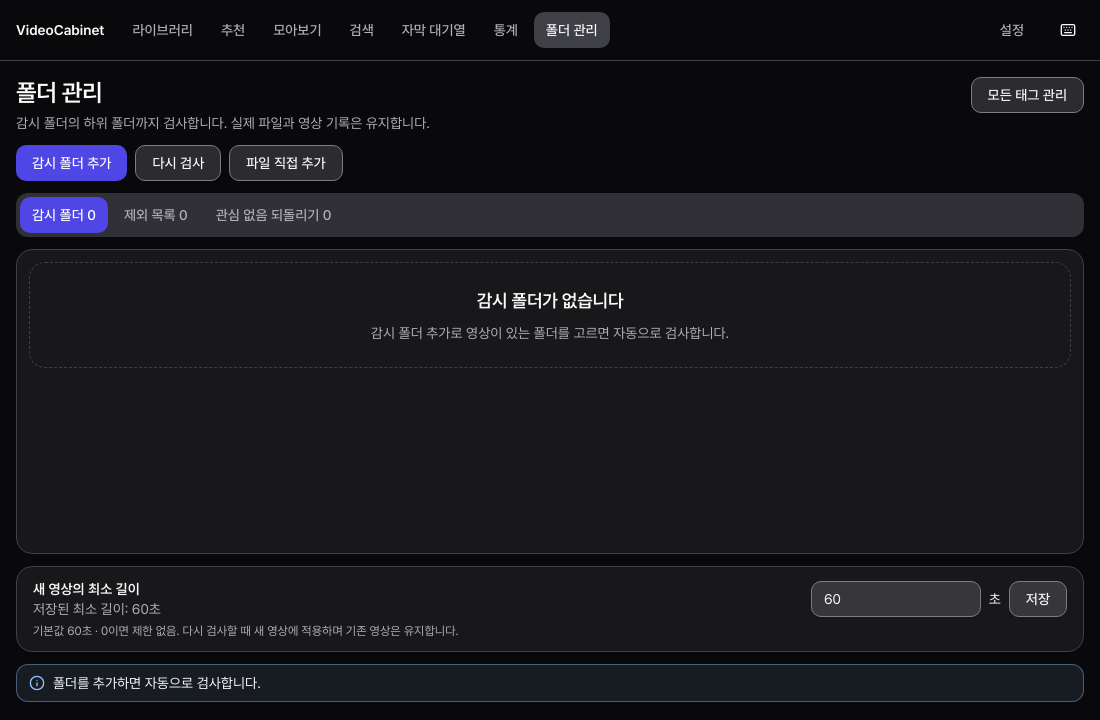 VideoCabinet 라이브러리 추천 모아보기 검색 자막 대기열 통계 폴더 관리 설정
폴더 관리
모든 태그 관리
감시 폴더의 하위 폴더까지 검사합니다. 실제 파일과 영상 기록은 유지합니다.
감시 폴더 추가 다시 검사 파일 직접 추가
감시 폴더 0 제외 목록 0 관심 없음 되돌리기 0
감시 폴더가 없습니다
감시 폴더 추가로 영상이 있는 폴더를 고르면 자동으로 검사합니다.
새 영상의 최소 길이
저장된 최소 길이: 60초
기본값 60초 · 0이면 제한 없음. 다시 검사할 때 새 영상에 적용하며 기존 영상은 유지합니다.
60 초 저장
폴더를 추가하면 자동으로 검사합니다.